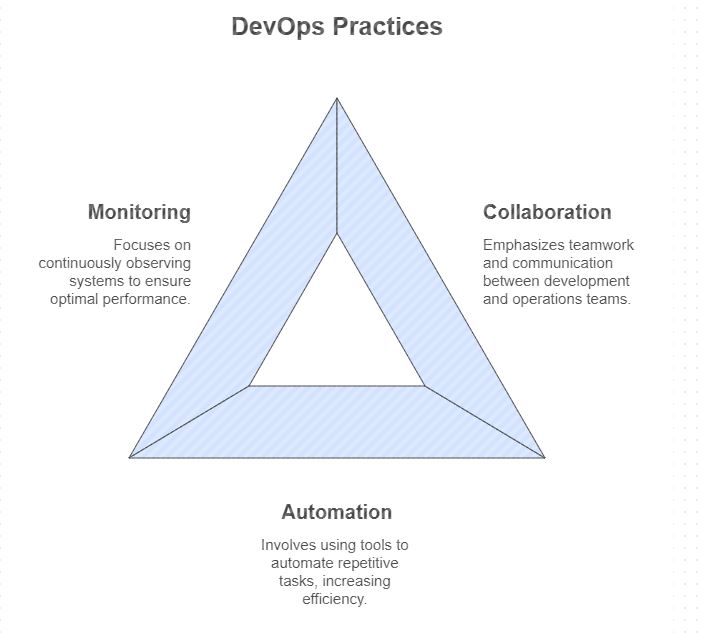 DevOps Practices
Monitoring
Focuses on
continuously observing
systems to ensure
optimal performance.
Collaboration
Emphasizes teamwork
and communication
between development
and operations teams.
Automation
Involves using tools to
automate repetitive
tasks, increasing
efficiency.